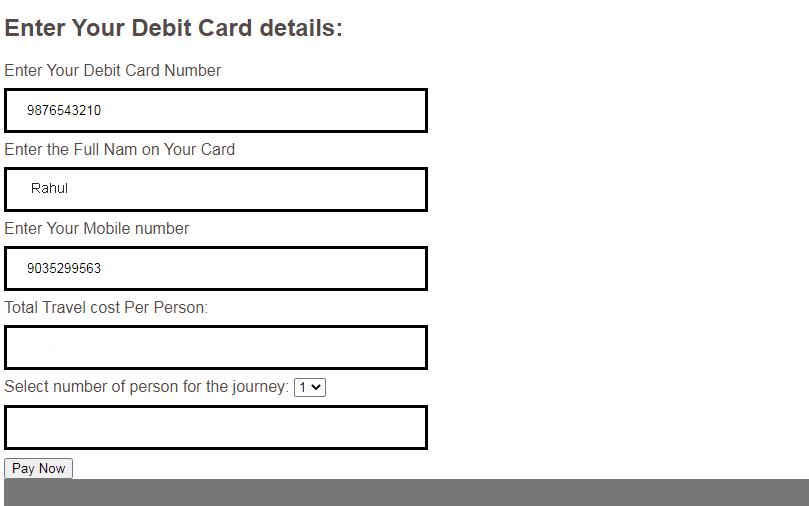 Enter Your Debit Card details:
Enter Your Debit Card Number
9876543210
Enter the Full Nam on Your Card
Rahul
Enter Your Mobile number
9035299563
Total Travel cost Per Person:
Select number of person for the journey: 1
Pay Now